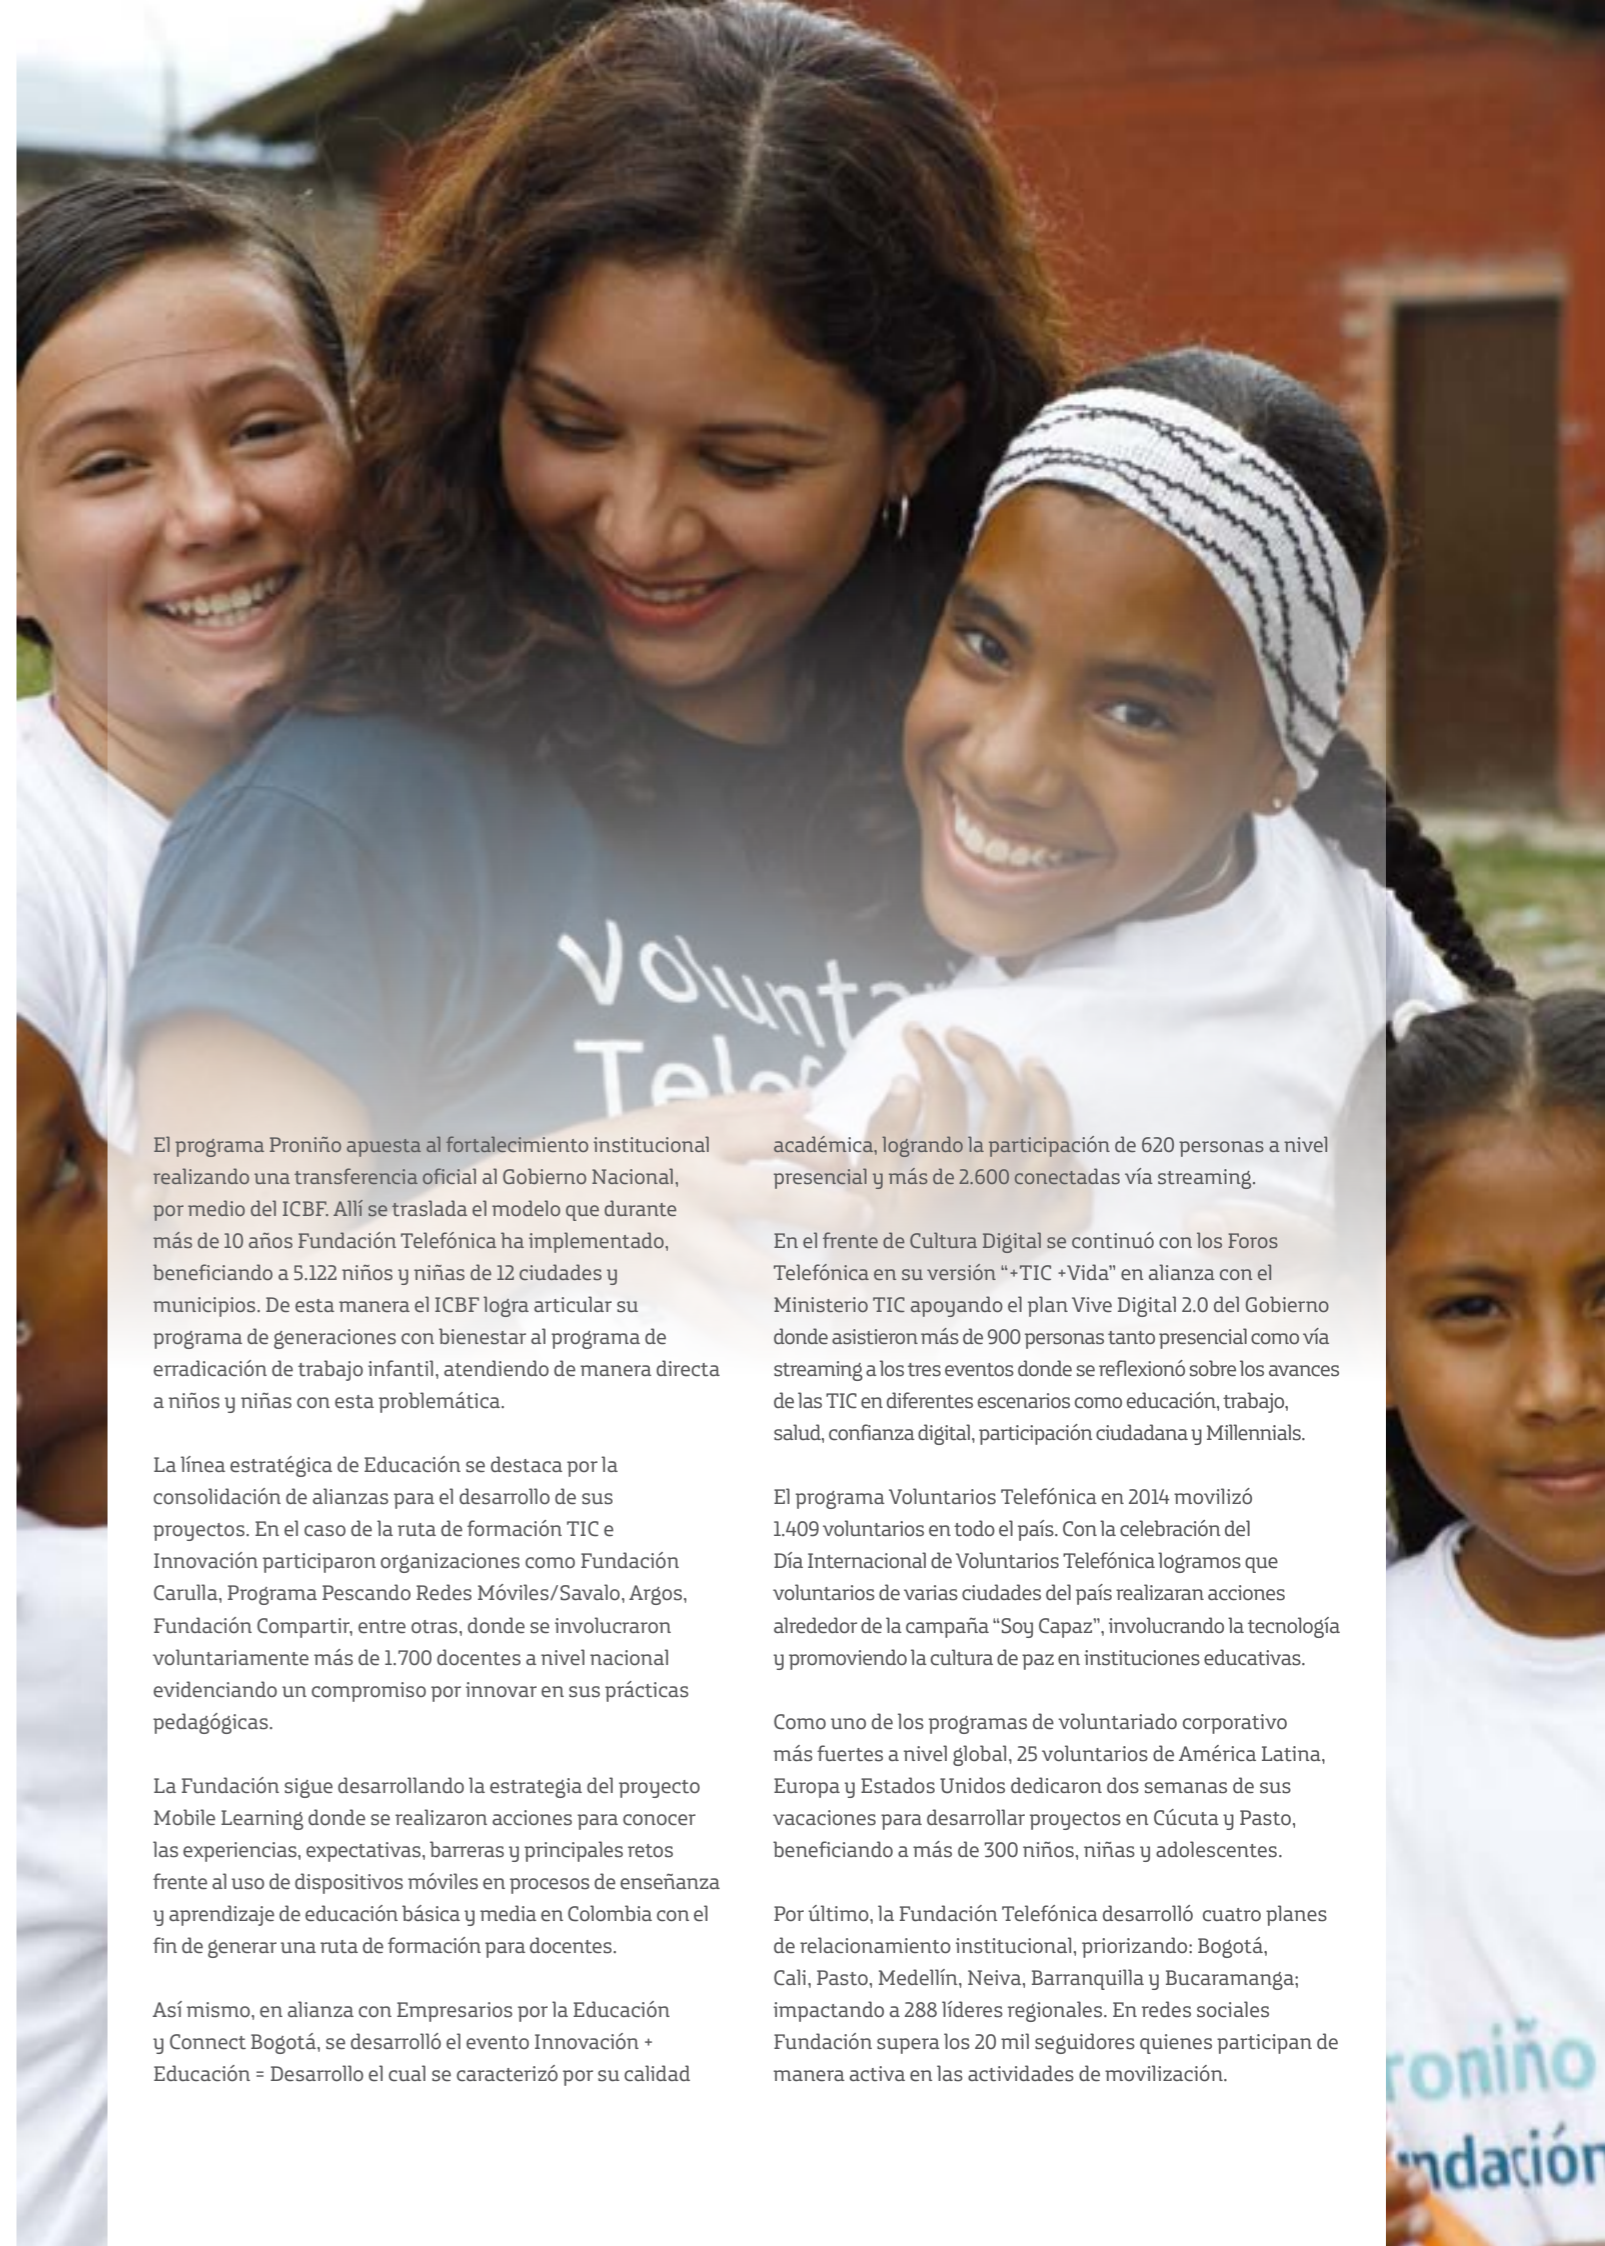 Volunta
Telef
El programa Proniño apuesta al fortalecimiento institucional
realizando una transferencia oficial al Gobierno Nacional,
por medio del ICBF. Allí se traslada el modelo que durante
más de 10 años Fundación Telefónica ha implementado,
beneficiando a 5.122 niños y niñas de 12 ciudades y
municipios. De esta manera el ICBF logra articular su
programa de generaciones con bienestar al programa de
erradicación de trabajo infantil, atendiendo de manera directa
a niños y niñas con esta problemática.
La línea estratégica de Educación se destaca por la
consolidación de alianzas para el desarrollo de sus
proyectos. En el caso de la ruta de formación TIC e
Innovación participaron organizaciones como Fundación
Carulla, Programa Pescando Redes Móviles/Savalo, Argos,
Fundación Compartir, entre otras, donde se involucraron
voluntariamente más de 1.700 docentes a nivel nacional
evidenciando un compromiso por innovar en sus prácticas
pedagógicas.
La Fundación sigue desarrollando la estrategia del proyecto
Mobile Learning donde se realizaron acciones para conocer
las experiencias, expectativas, barreras y principales retos
frente al uso de dispositivos móviles en procesos de enseñanza
y aprendizaje de educación básica y media en Colombia con el
fin de generar una ruta de formación para docentes.
Así mismo, en alianza con Empresarios por la Educación
y Connect Bogotá, se desarrolló el evento Innovación +
Educación = Desarrollo el cual se caracterizó por su calidad
académica, logrando la participación de 620 personas a nivel
presencial y más de 2.600 conectadas vía streaming.
En el frente de Cultura Digital se continuó con los Foros
Telefónica en su versión “+TIC +Vida” en alianza con el
Ministerio TIC apoyando el plan Vive Digital 2.0 del Gobierno
donde asistieron más de 900 personas tanto presencial como vía
streaming a los tres eventos donde se reflexionó sobre los avances
de las TIC en diferentes escenarios como educación, trabajo,
salud, confianza digital, participación ciudadana y Millennials.
El programa Voluntarios Telefónica en 2014 movilizó
1.409 voluntarios en todo el país. Con la celebración del
Día Internacional de Voluntarios Telefónica logramos que
voluntarios de varias ciudades del país realizaran acciones
alrededor de la campaña “Soy Capaz”, involucrando la tecnología
y promoviendo la cultura de paz en instituciones educativas.
Como uno de los programas de voluntariado corporativo
más fuertes a nivel global, 25 voluntarios de América Latina,
Europa y Estados Unidos dedicaron dos semanas de sus
vacaciones para desarrollar proyectos en Cúcuta y Pasto,
beneficiando a más de 300 niños, niñas y adolescentes.
Por último, la Fundación Telefónica desarrolló cuatro planes
de relacionamiento institucional, priorizando: Bogotá,
Cali, Pasto, Medellín, Neiva, Barranquilla y Bucaramanga;
impactando a 288 líderes regionales. En redes sociales
Fundación supera los 20 mil seguidores quienes participan de
manera activa en las actividades de movilización.
roniño
ndación